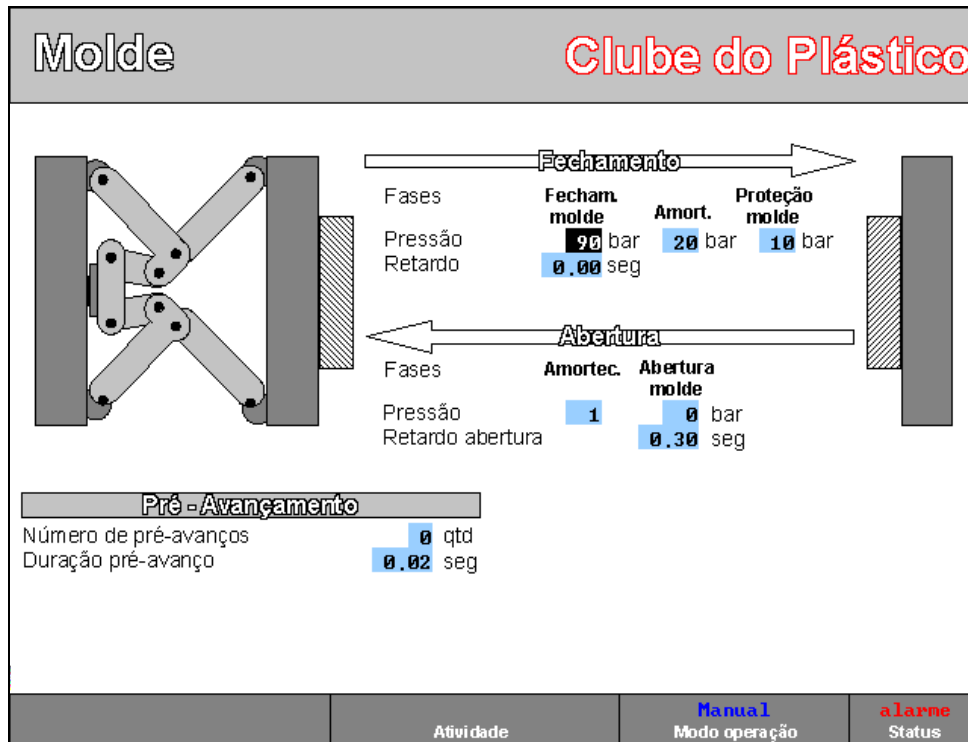 Molde
Clube do Plástico
Fechamento
Fases Fecham. molde Amort. Proteção molde
Pressão 90 bar 20 bar 10 bar
Retardo 0.00 seg
Abertura
Fases Amortec. Abertura molde
Pressão 1 0 bar
Retardo abertura 0.30 seg
Pré - Avançamento
Número de pré-avanços 0 qtd
Duração pré-avanço 0.02 seg
Atividade
Manual
Modo operação
alarme
Status